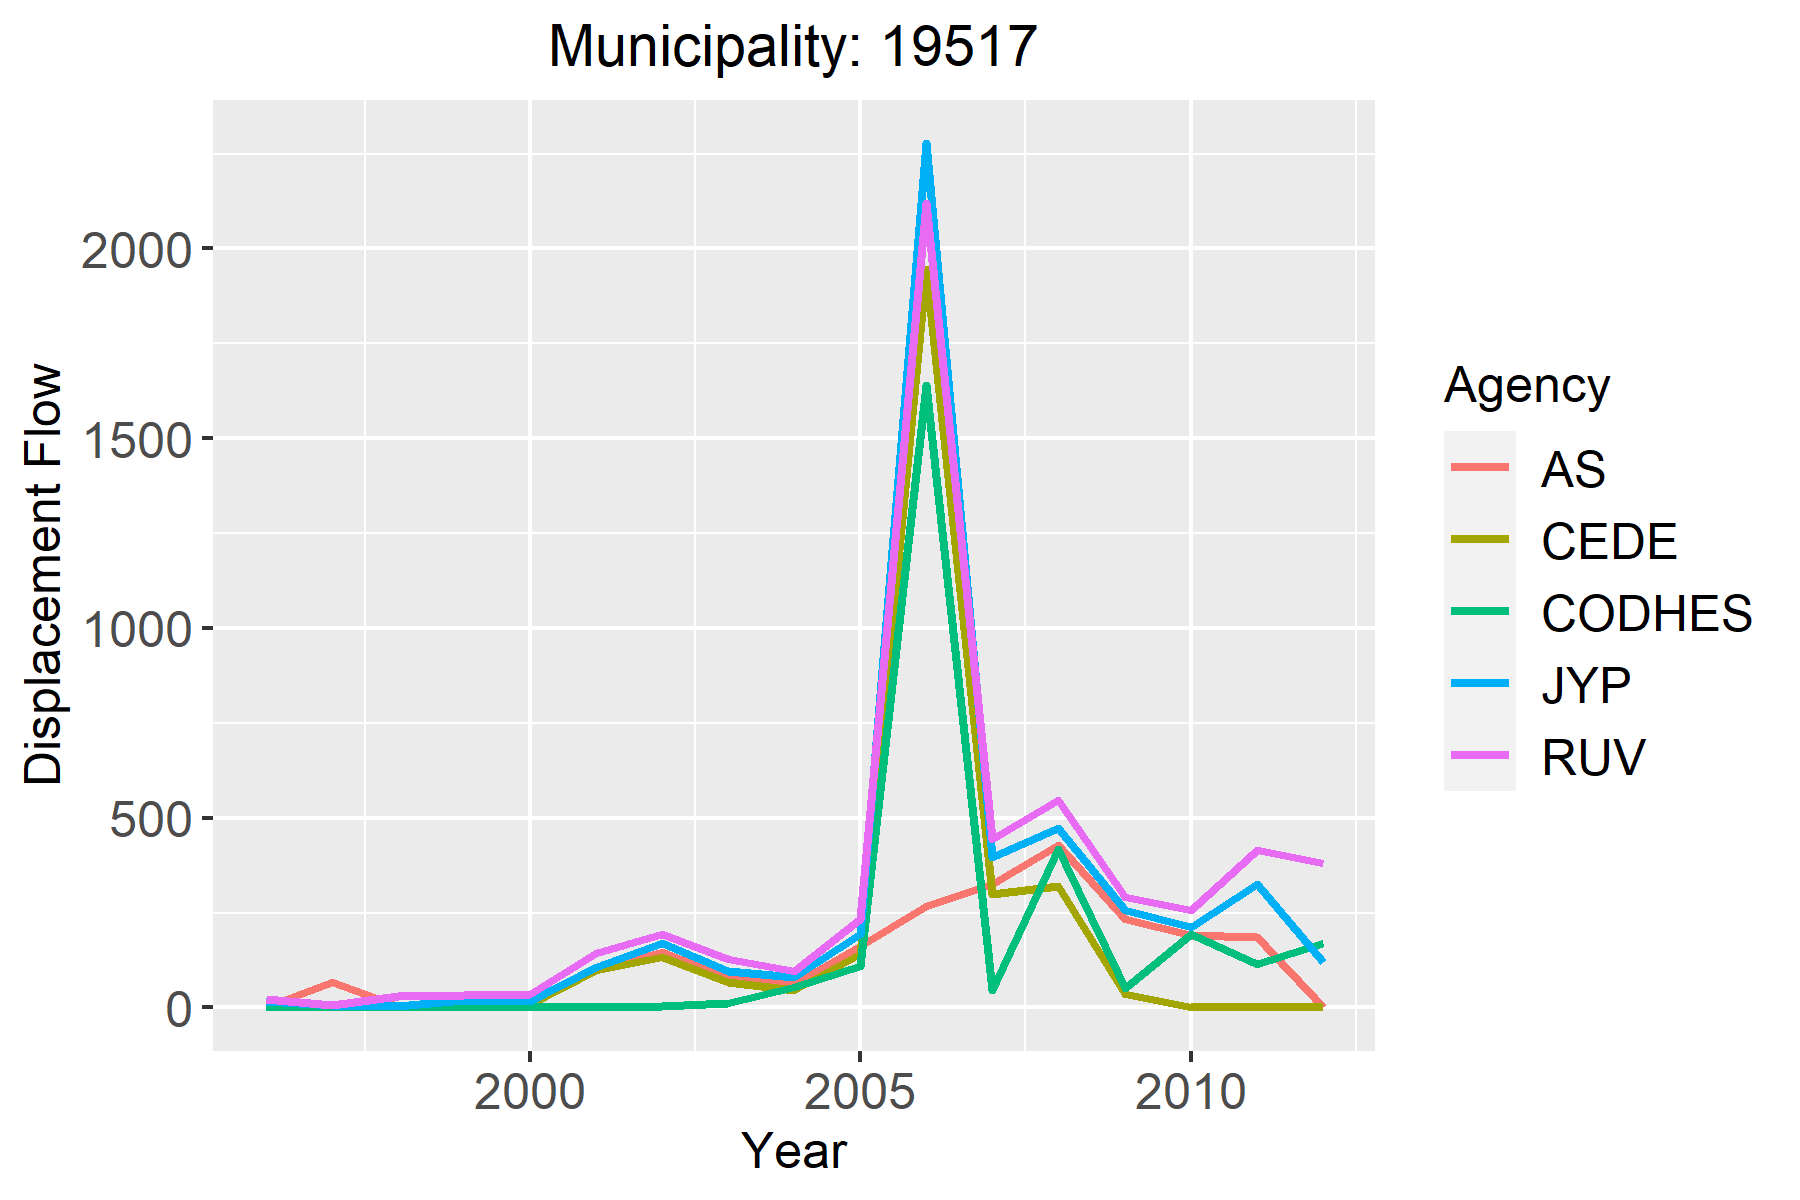 Municipality: 19517
Displacement Flow
2000
1500
1000
500
0
2000
2005
2010
Year
Agency
AS
CEDE
CODHES
JYP
RUV